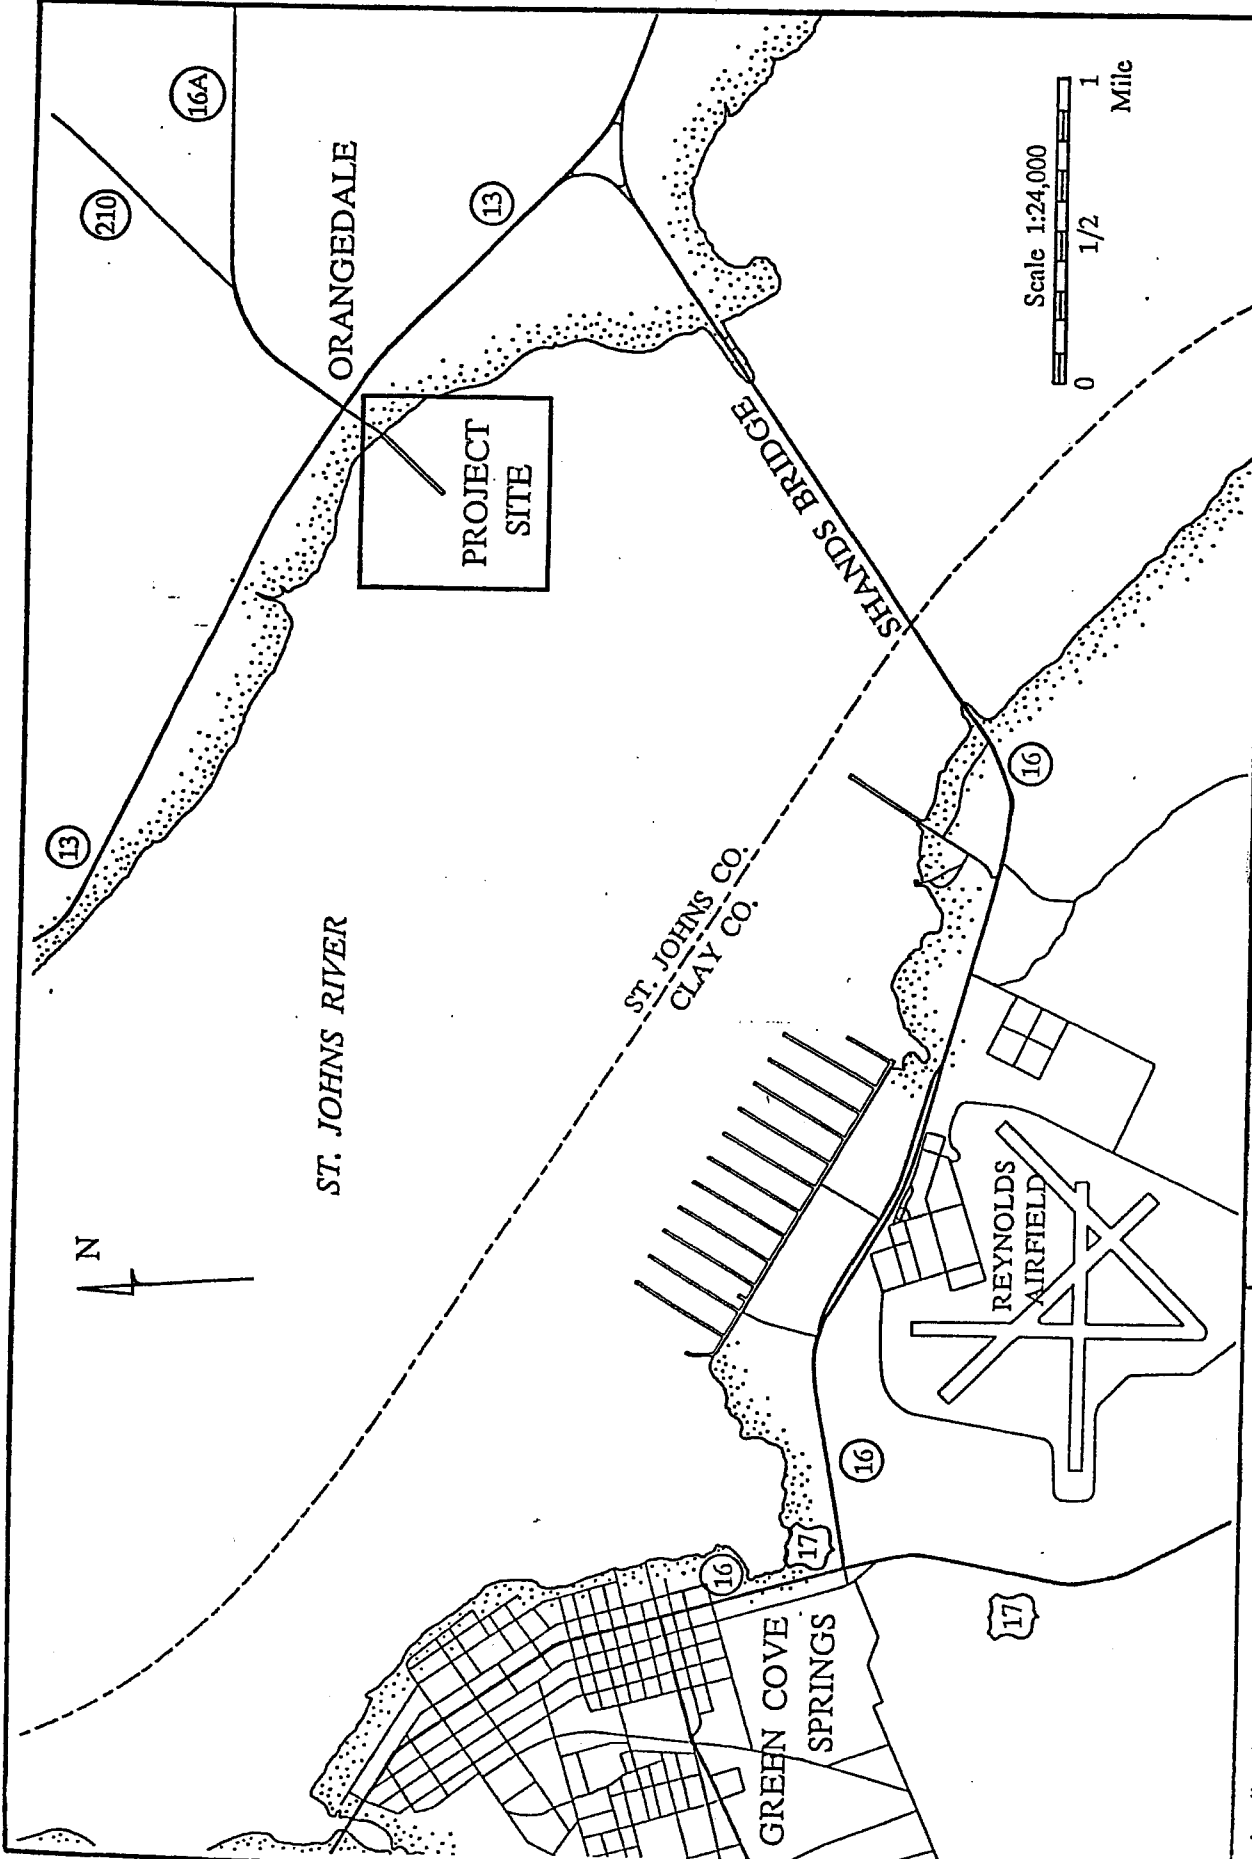 N
ST. JOHNS RIVER
13
210
16A
ORANGEDALE
13
PROJECT
SITE
SHANDS BRIDGE
ST. JOHNS CO.
CLAY CO.
16
Scale 1:24,000
0
1/2
1
Mile
REYNOLDS
AIRFIELD
16
16
17
17
GREEN COVE
SPRINGS